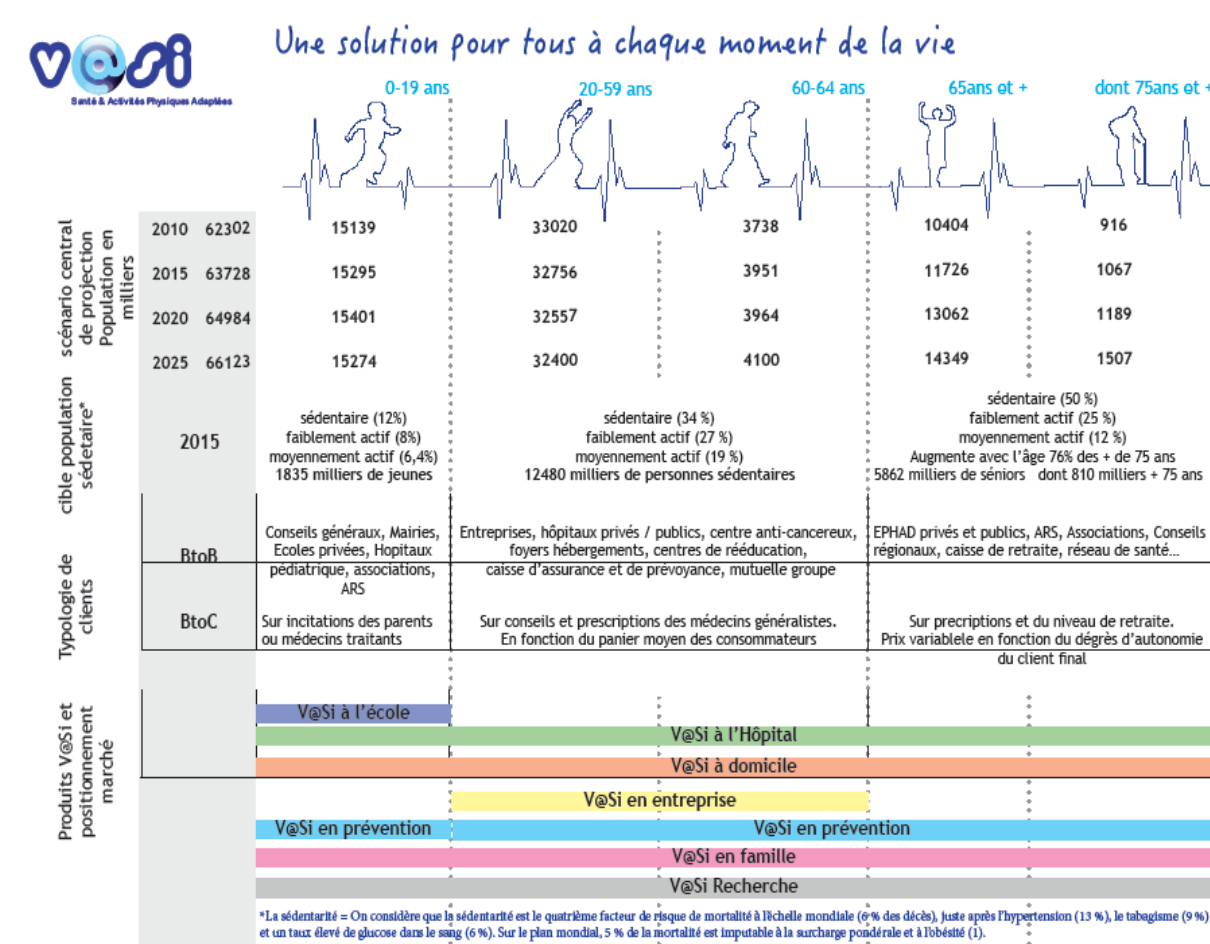 v@si
Santé & Activités Physiques Adaptées
Une solution pour tous à chaque moment de la vie
0-19 ans
20-59 ans
60-64 ans
65ans et +
dont 75ans et +
scénario central
de projection
Population en
milliers
2010 62302 15139 33020 3738 10404 916
2015 63728 15295 32756 3951 11726 1067
2020 64984 15401 32557 3964 13062 1189
2025 66123 15274 32400 4100 14349 1507
cible population
sédetaire*
2015
sédentaire (12%)
faiblement actif (8%)
moyennement actif (6,4%)
1835 milliers de jeunes
sédentaire (34 %)
faiblement actif (27 %)
moyennement actif (19 %)
12480 milliers de personnes sédentaires
sédentaire (50 %)
faiblement actif (25 %)
moyennement actif (12 %)
Augmente avec l'âge 76% des + de 75 ans
5862 milliers de séniors dont 810 milliers + 75 ans
Typologie de
clients
BtoB
Conseils généraux, Mairies,
Ecoles privées, Hopitaux
pédiatrique, associations,
ARS
Entreprises, hôpitaux privés / publics, centre anti-cancereux,
foyers hébergements, centres de rééducation,
caisse d'assurance et de prévoyance, mutuelle groupe
EPHAD privés et publics, ARS, Associations, Conseils
régionaux, caisse de retraite, réseau de santé...
BtoC
Sur incitations des parents
ou médecins traitants
Sur conseils et prescriptions des médecins généralistes.
En fonction du panier moyen des consommateurs
Sur precriptions et du niveau de retraite.
Prix variablele en fonction du dégrès d'autonomie
du client final
Produits V@Si et
positionnement
marché
V@Si à l'école
V@Si à l'Hôpital
V@Si à domicile
V@Si en entreprise
V@Si en prévention
V@Si en prévention
V@Si en famille
V@Si Recherche
*La sédentarité = On considère que la sédentarité est le quatrième facteur de risque de mortalité à l'échelle mondiale (6 % des décès), juste après l'hypertension (13 %), le tabagisme (9 %)
et un taux élevé de glucose dans le sang (6 %). Sur le plan mondial, 5 % de la mortalité est imputable à la surcharge pondérale et à l'obésité (1).